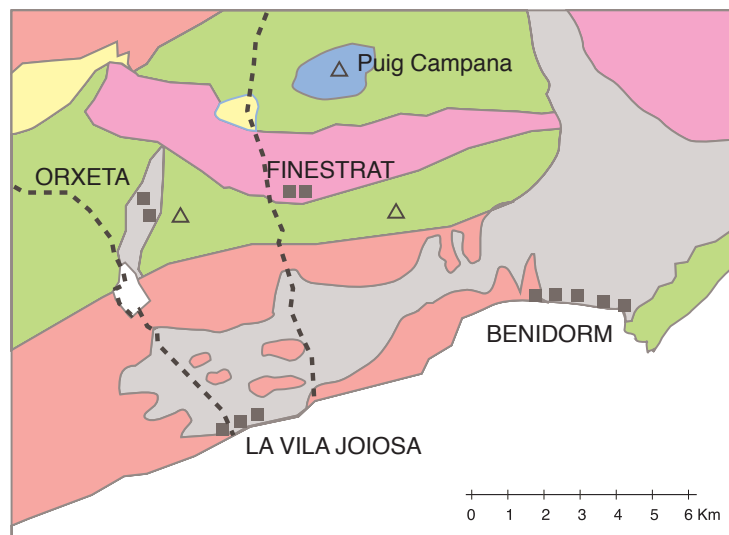 Puig Campana
ORXETA
FINESTRAT
BENIDORM
LA VILA JOIOSA
0 1 2 3 4 5 6 Km